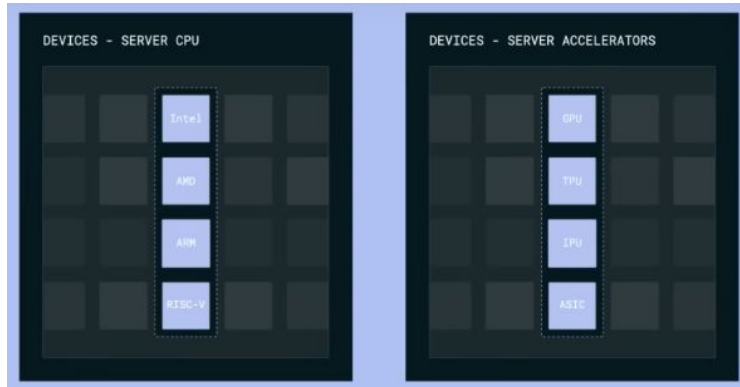 DEVICES - SERVER CPU
Intel
AMD
ARM
RISC-V
DEVICES - SERVER ACCELERATORS
GPU
TPU
IPU
ASIC